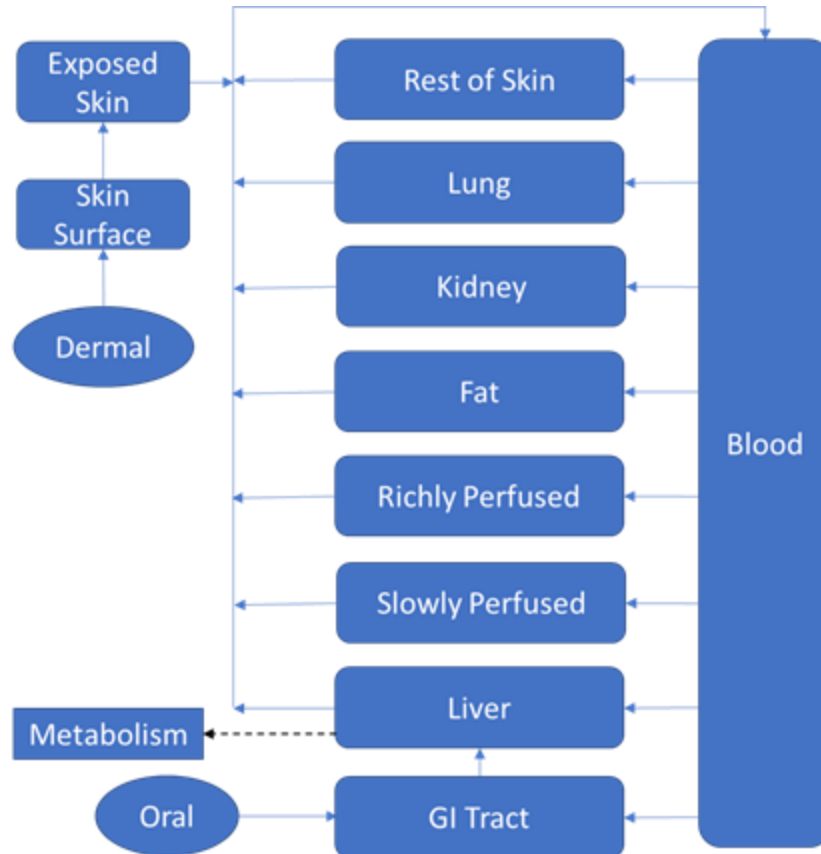 Exposed
Skin
Rest of Skin
Lung
Skin
Surface
Kidney
Dermal
Fat
Blood
Richly Perfused
Slowly Perfused
Liver
Metabolism
Oral
GI Tract